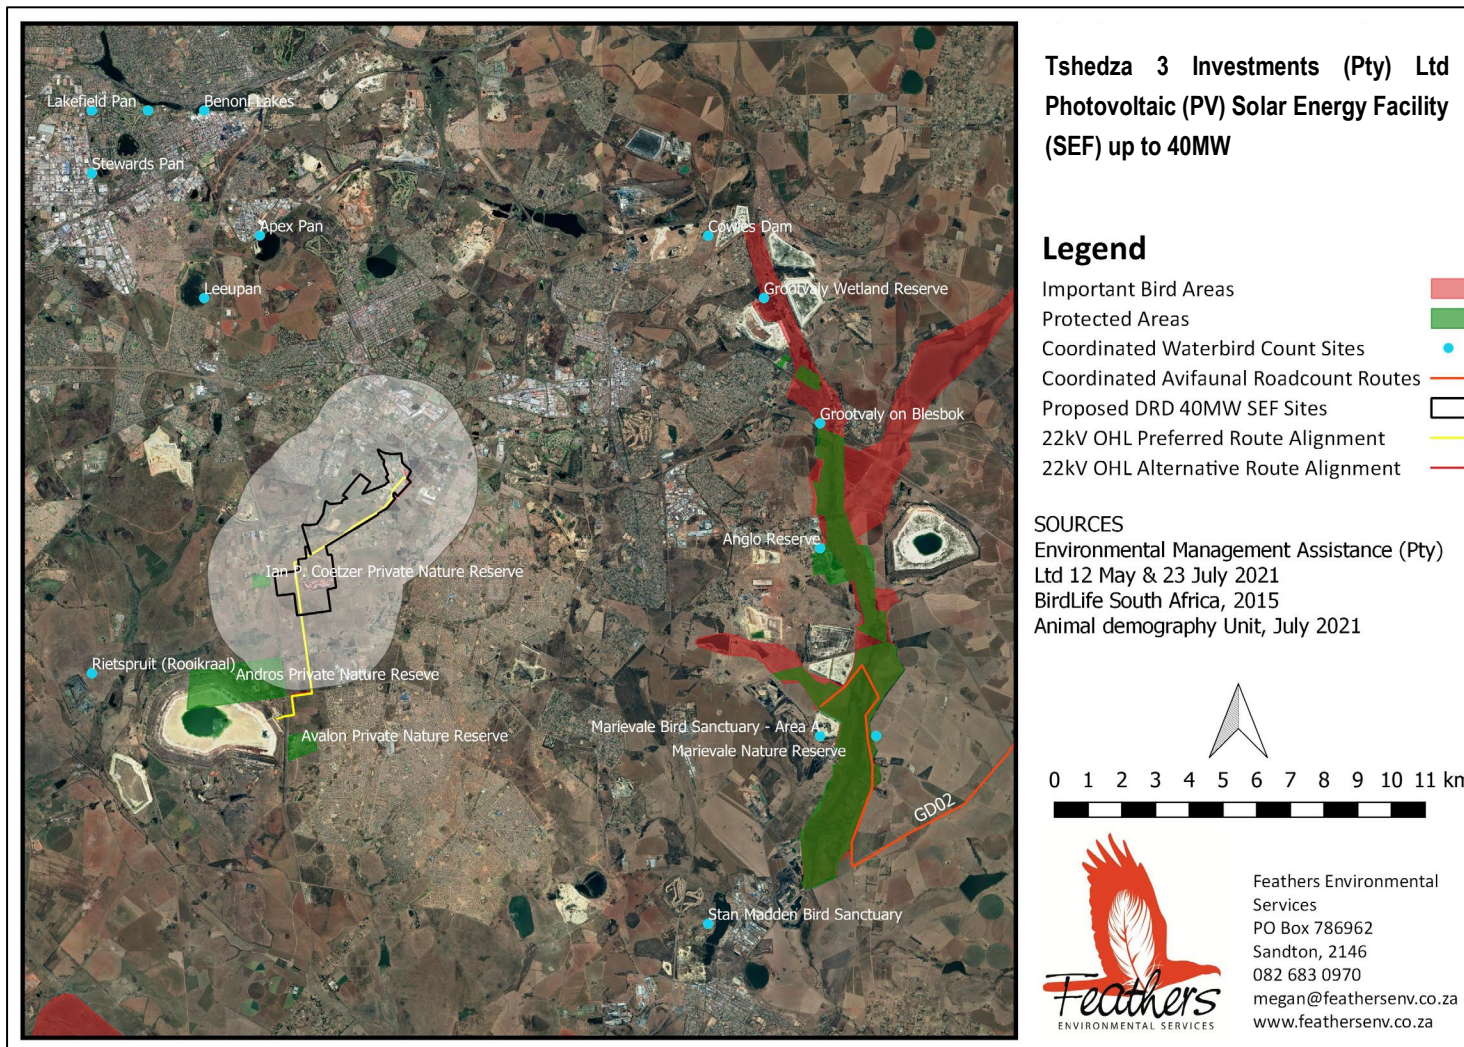 Lakefield Pan
Benoni Lakes
Stewards Pan
Apex Pan
Cowles Dam
Leeupan
Grootvaly Wetland Reserve
Grootvaly on Blesbok
Anglo Reserve
Ian P. Coetzer Private Nature Reserve
Rietspruit (Rooikraal)
Andros Private Nature Reseve
Avalon Private Nature Reserve
Marievale Bird Sanctuary - Area A
Marievale Nature Reserve
GD02
Stan Madden Bird Sanctuary
Tshedza 3 Investments (Pty) Ltd
Photovoltaic (PV) Solar Energy Facility
(SEF) up to 40MW
Legend
Important Bird Areas
Protected Areas
Coordinated Waterbird Count Sites
Coordinated Avifaunal Roadcount Routes
Proposed DRD 40MW SEF Sites
22kV OHL Preferred Route Alignment
22kV OHL Alternative Route Alignment
SOURCES
Environmental Management Assistance (Pty)
Ltd 12 May & 23 July 2021
BirdLife South Africa, 2015
Animal demography Unit, July 2021
0 1 2 3 4 5 6 7 8 9 10 11 km
Feathers
ENVIRONMENTAL SERVICES
Feathers Environmental
Services
PO Box 786962
Sandton, 2146
082 683 0970
megan@feathersenv.co.za
www.feathersenv.co.za